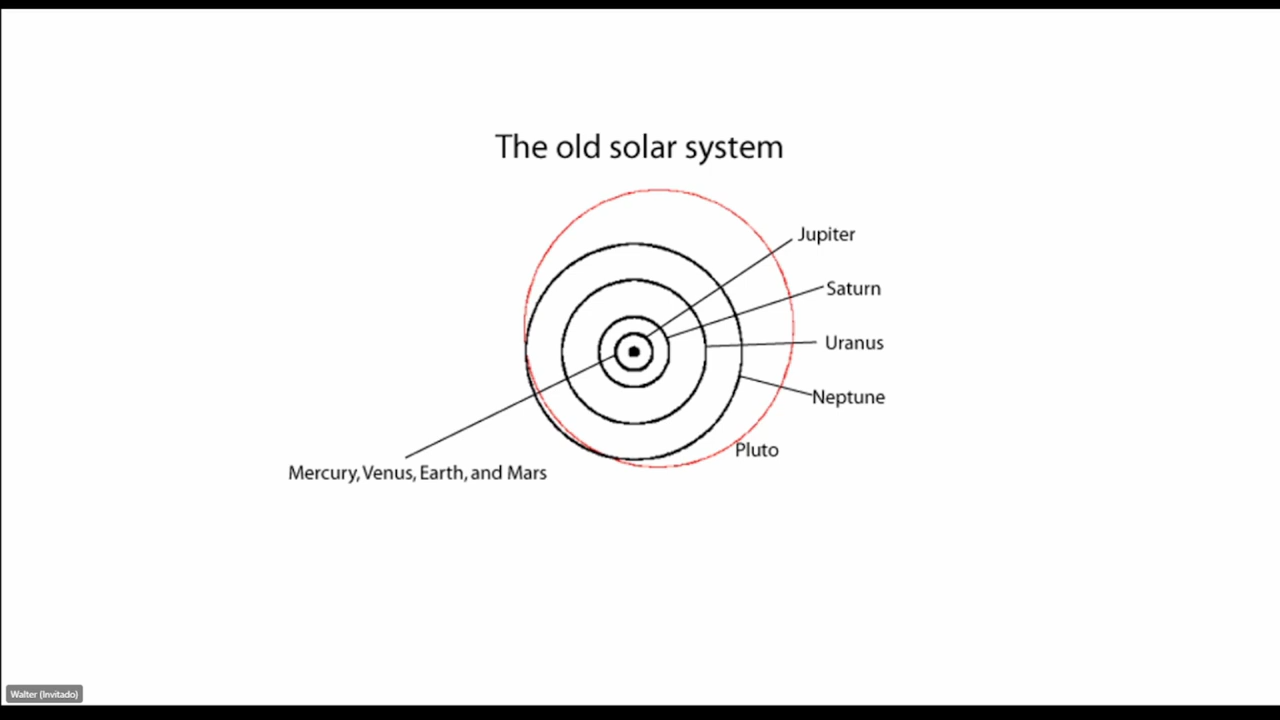 The old solar system
Jupiter
Saturn
Uranus
Neptune
Pluto
Mercury, Venus, Earth, and Mars
Walter (Invitado)